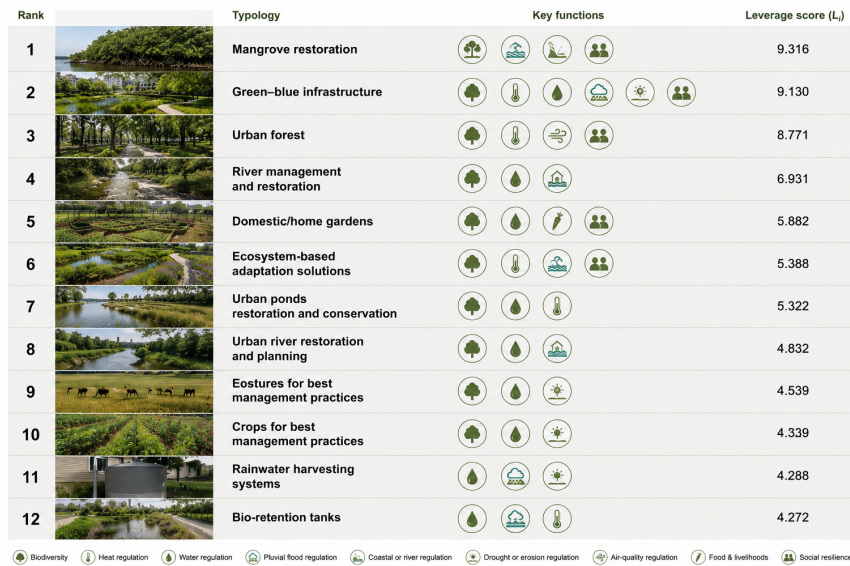 Rank Typology Key functions Leverage score (Li)
1 Mangrove restoration 9.316
2 Green–blue infrastructure 9.130
3 Urban forest 8.771
4 River management
and restoration 6.931
5 Domestic/home gardens 5.882
6 Ecosystem-based
adaptation solutions 5.388
7 Urban ponds
restoration and conservation 5.322
8 Urban river restoration
and planning 4.832
9 Eostures for best
management practices 4.539
10 Crops for best
management practices 4.339
11 Rainwater harvesting
systems 4.288
12 Bio-retention tanks 4.272
Biodiversity Heat regulation Water regulation Pluvial flood regulation Coastal or river regulation Drought or erosion regulation Air-quality regulation Food & livelihoods Social resilience